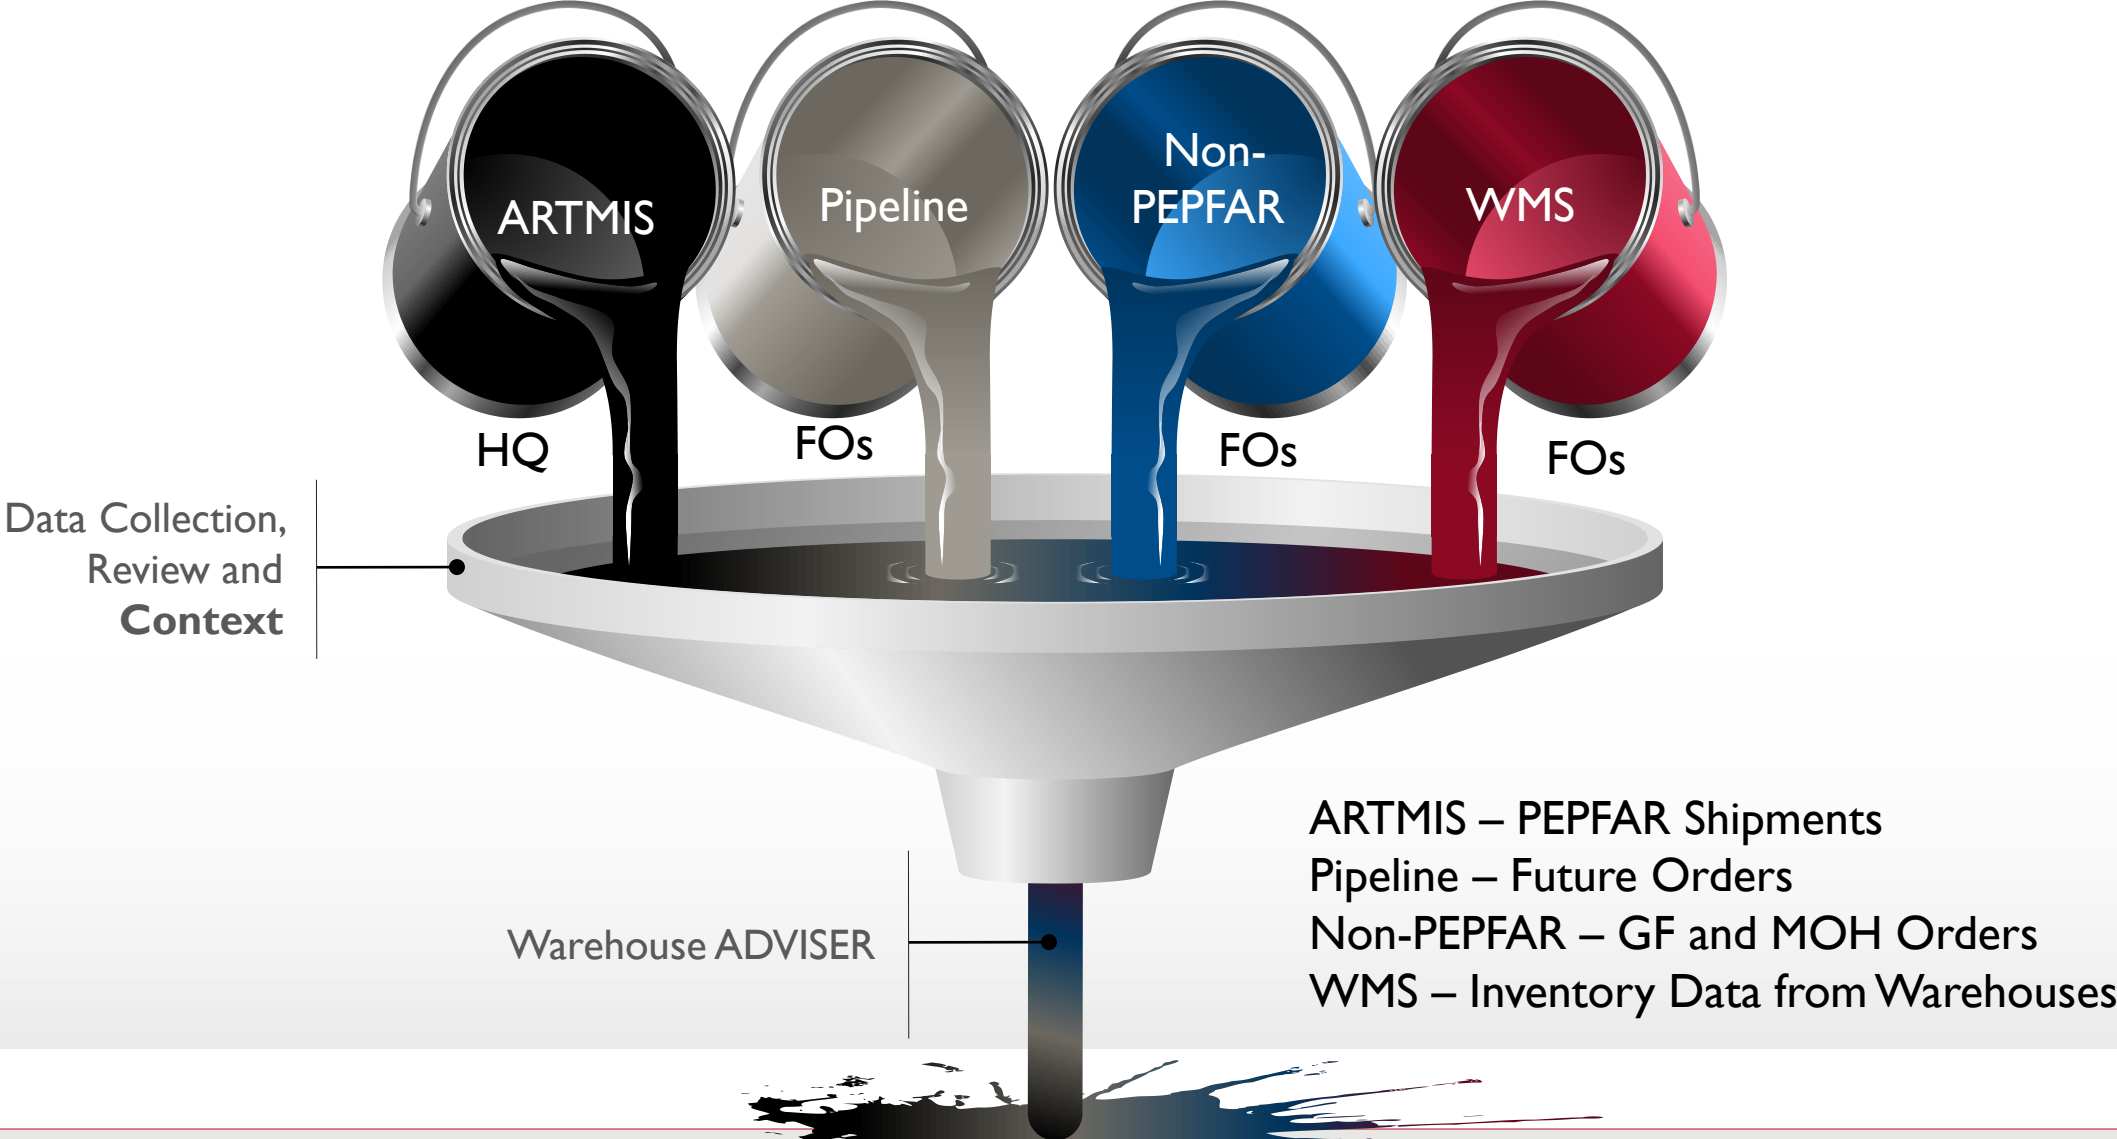 ARTMIS
Pipeline
Non-
PEPFAR
WMS
HQ
FOs
FOs
FOs
Data Collection,
Review and
Context
Warehouse ADVISER
ARTMIS – PEPFAR Shipments
Pipeline – Future Orders
Non-PEPFAR – GF and MOH Orders
WMS – Inventory Data from Warehouses